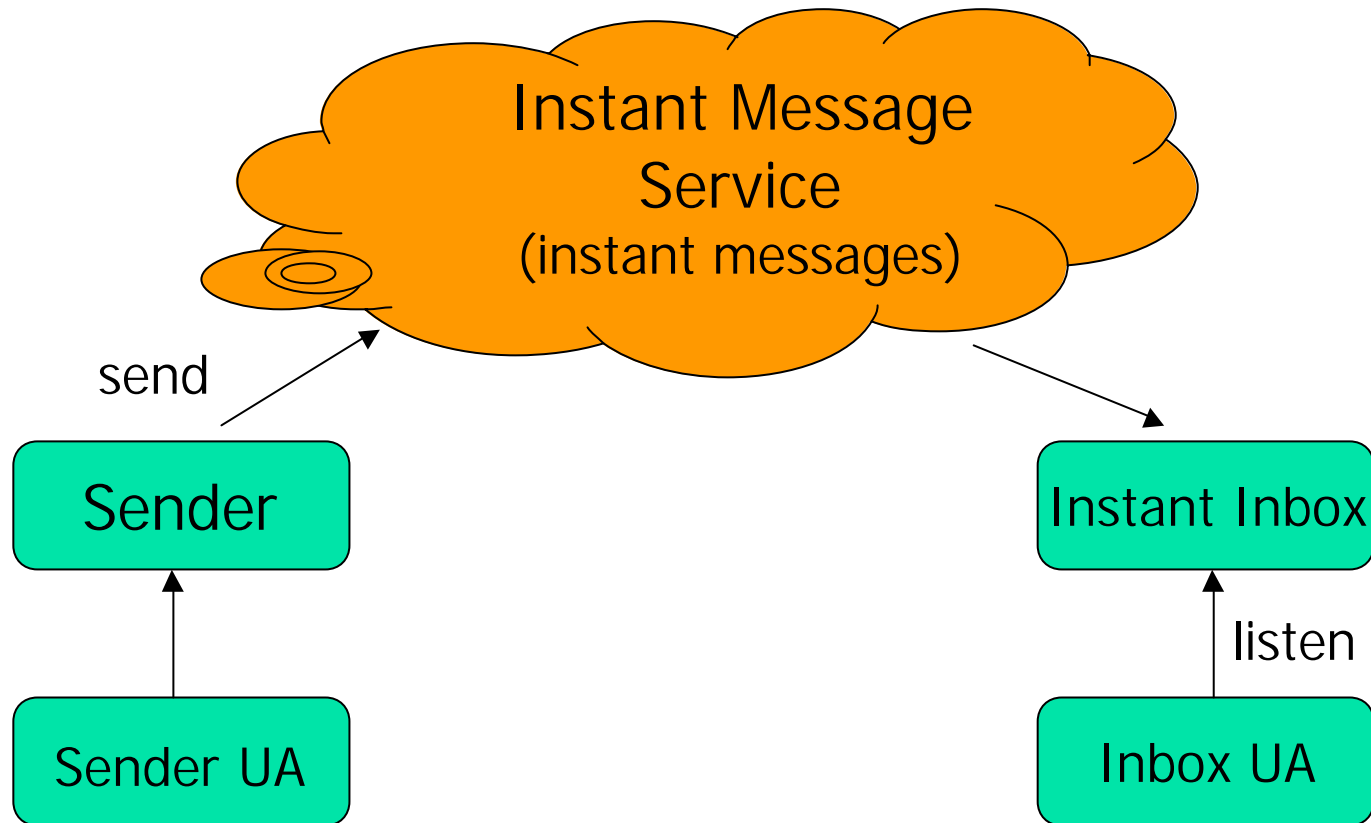 Instant Message
Service
(instant messages)
send
Sender
Instant Inbox
listen
Sender UA
Inbox UA